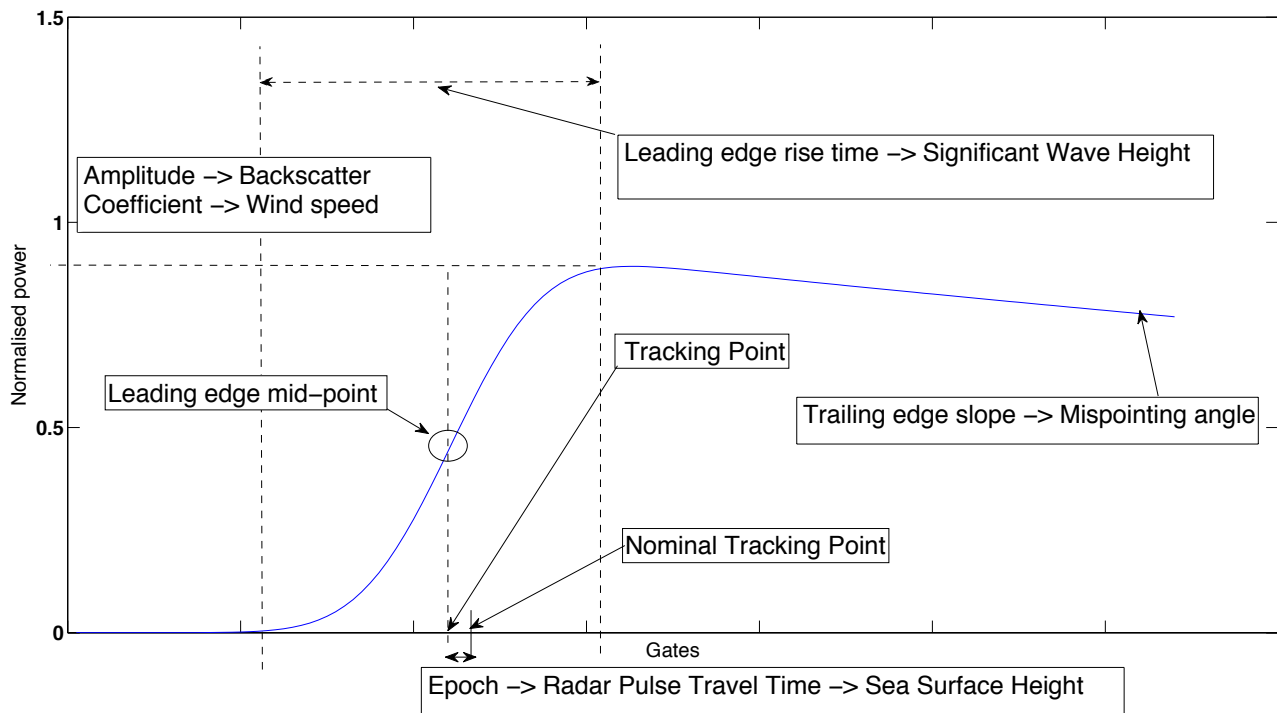 1.5
Leading edge rise time −> Significant Wave Height
Amplitude −> Backscatter
Coefficient −> Wind speed
1
Normalised power
Tracking Point
Leading edge mid−point
Trailing edge slope −> Mispointing angle
0.5
Nominal Tracking Point
0
Gates
Epoch −> Radar Pulse Travel Time −> Sea Surface Height